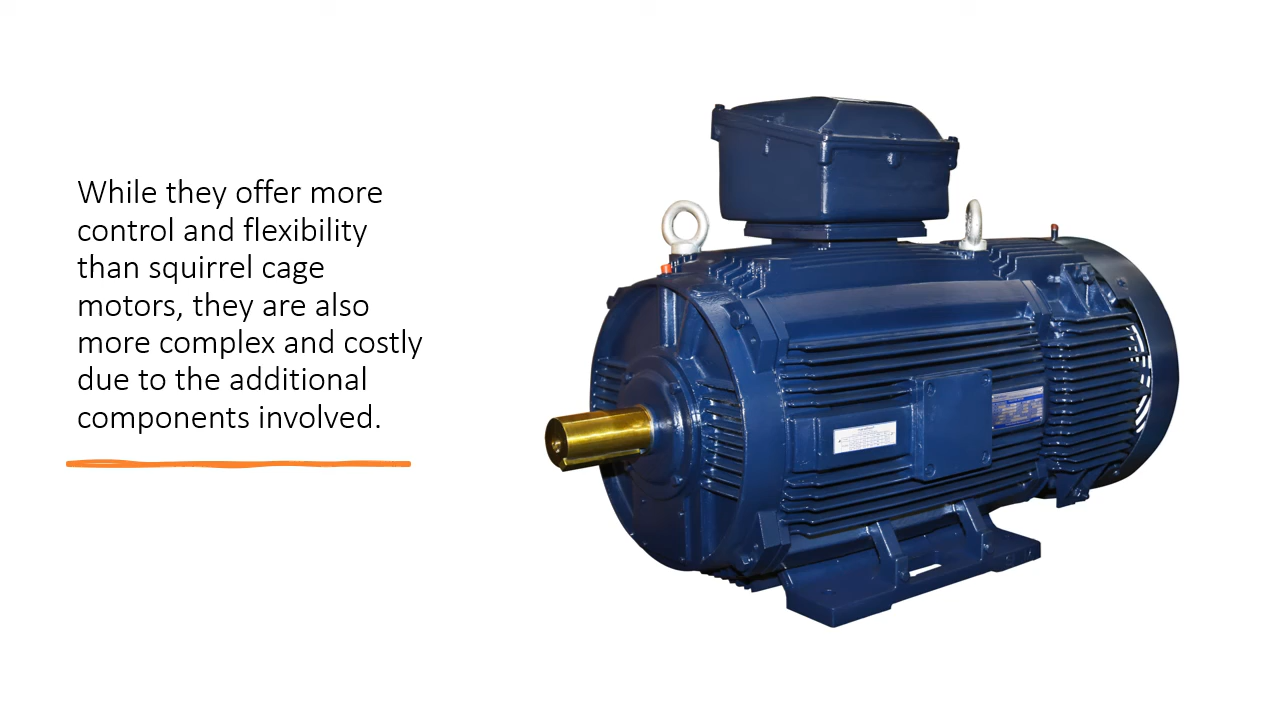 While they offer more
control and flexibility
than squirrel cage
motors, they are also
more complex and costly
due to the additional
components involved.